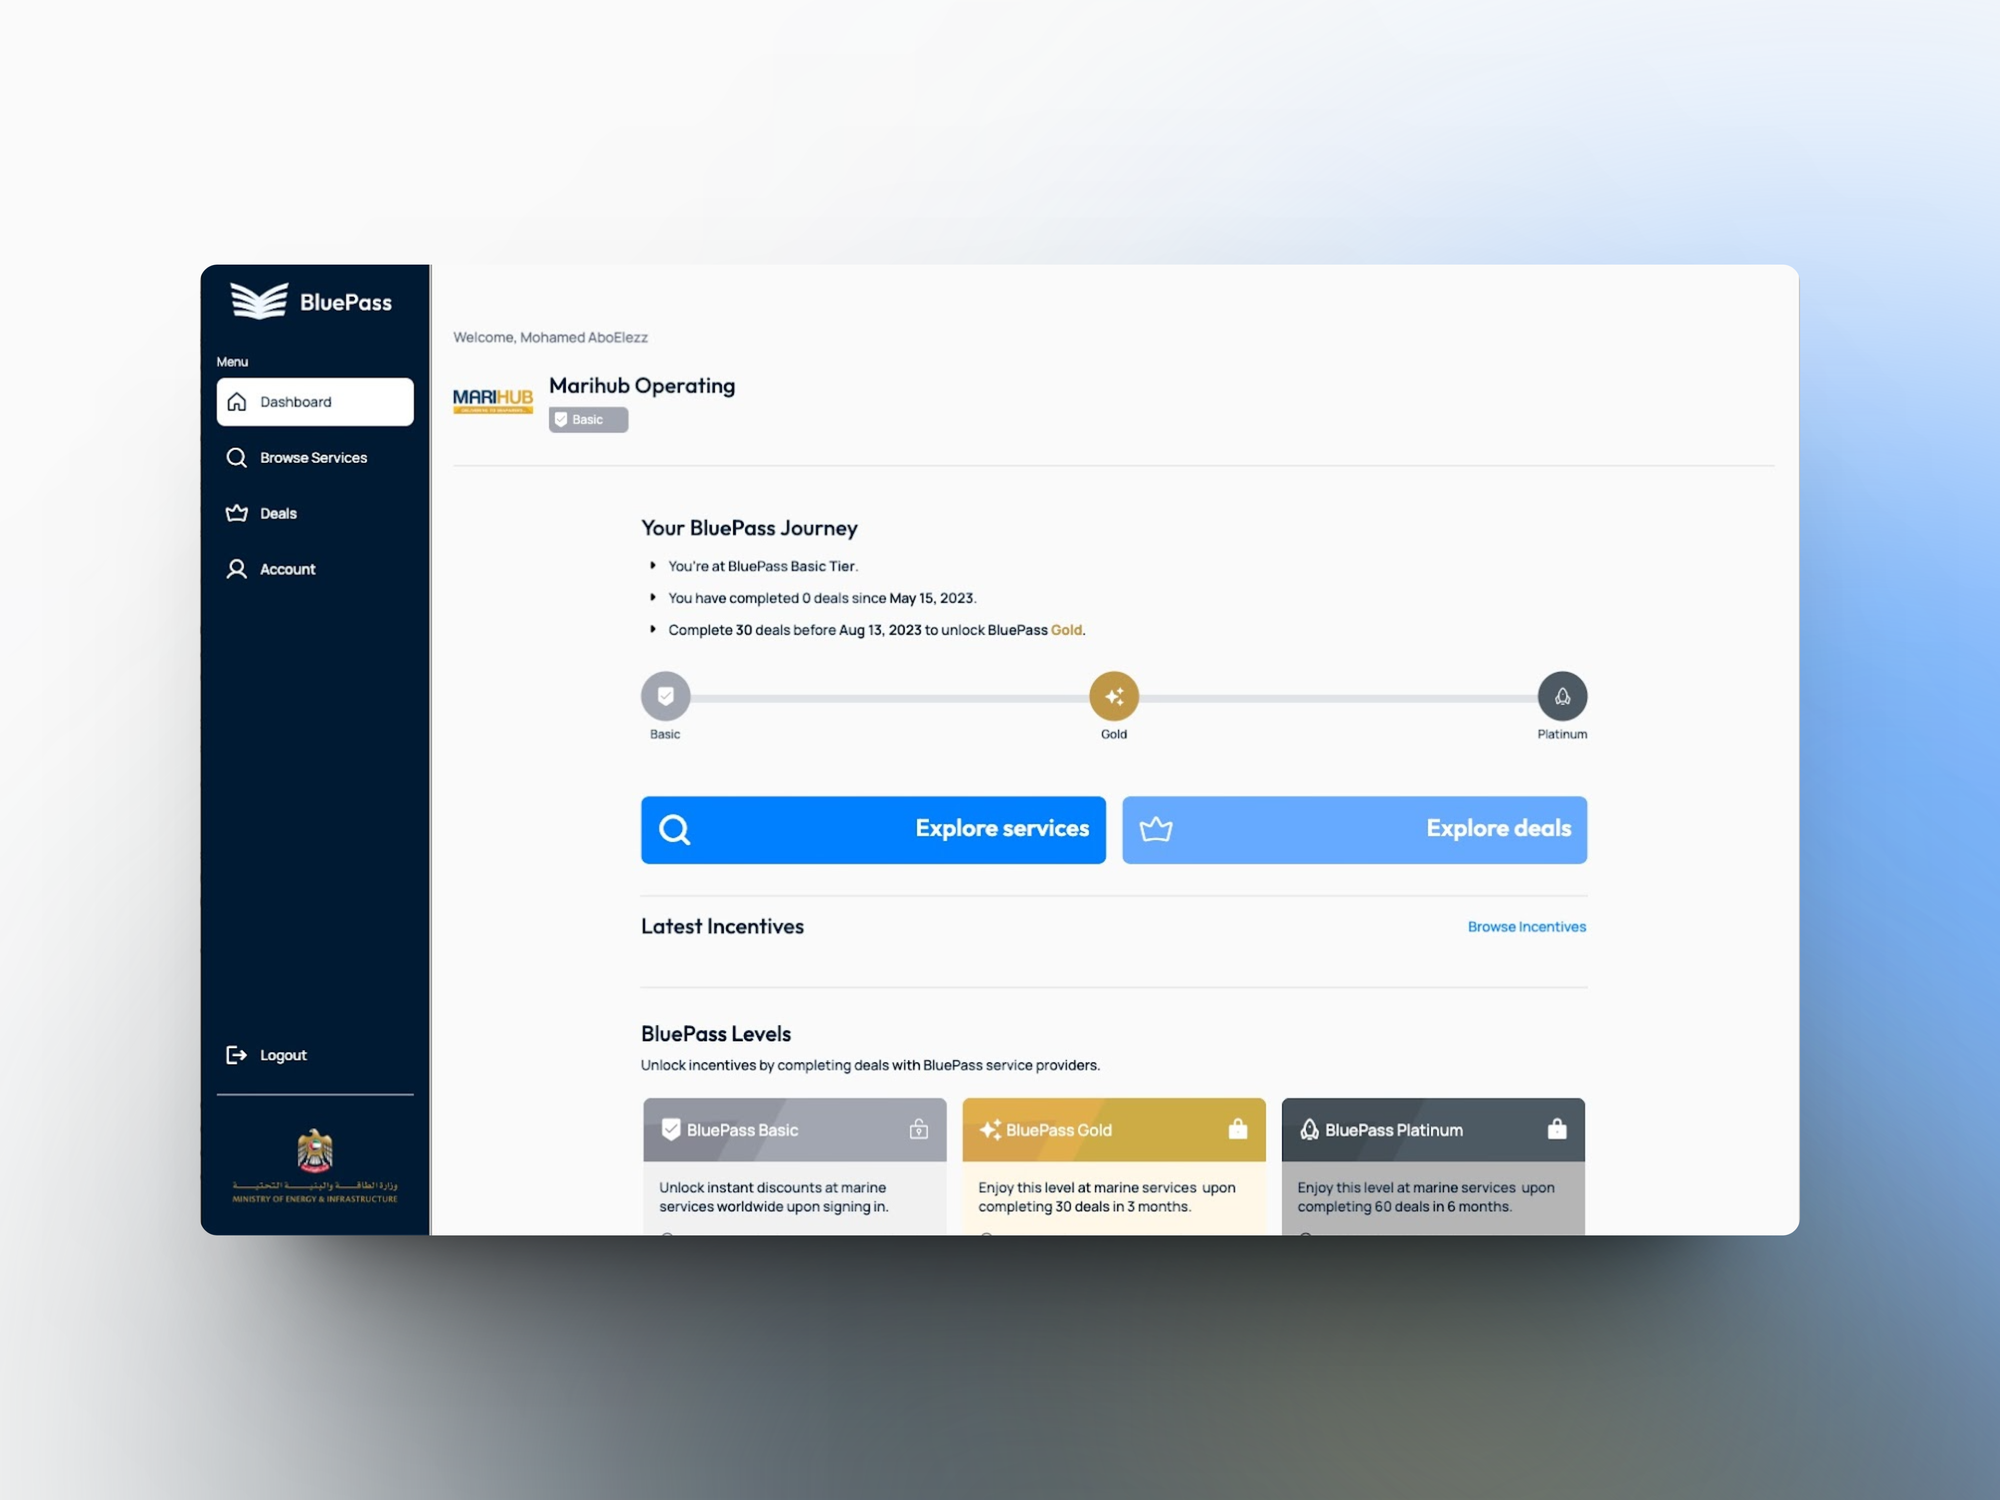 BluePass
Menu
Dashboard
Browse Services
Deals
Account
Logout
وزارة الطاقـــة والبنيـــة التحتيـــة
MINISTRY OF ENERGY & INFRASTRUCTURE
Welcome, Mohamed AboElezz
MARIHUB
Marihub Operating
Basic
Your BluePass Journey
You're at BluePass Basic Tier.
You have completed 0 deals since May 15, 2023.
Complete 30 deals before Aug 13, 2023 to unlock BluePass Gold.
Basic
Gold
Platinum
Explore services
Explore deals
Latest Incentives
Browse Incentives
BluePass Levels
Unlock incentives by completing deals with BluePass service providers.
BluePass Basic
Unlock instant discounts at marine
services worldwide upon signing in.
BluePass Gold
Enjoy this level at marine services upon
completing 30 deals in 3 months.
BluePass Platinum
Enjoy this level at marine services upon
completing 60 deals in 6 months.